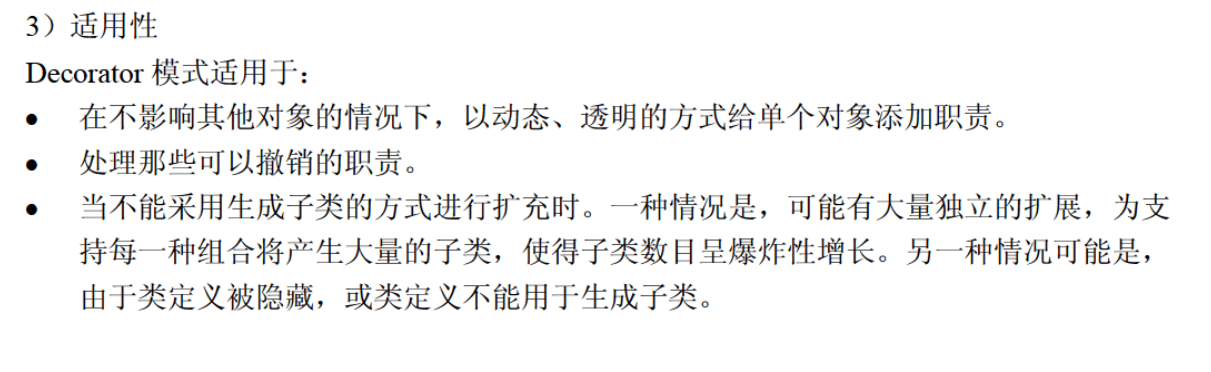 3）适用性
Decorator 模式适用于：
● 在不影响其他对象的情况下，以动态、透明的方式给单个对象添加职责。
● 处理那些可以撤销的职责。
● 当不能采用生成子类的方式进行扩充时。一种情况是，可能有大量独立的扩展，为支
持每一种组合将产生大量的子类，使得子类数目呈爆炸性增长。另一种情况可能是，
由于类定义被隐藏，或类定义不能用于生成子类。